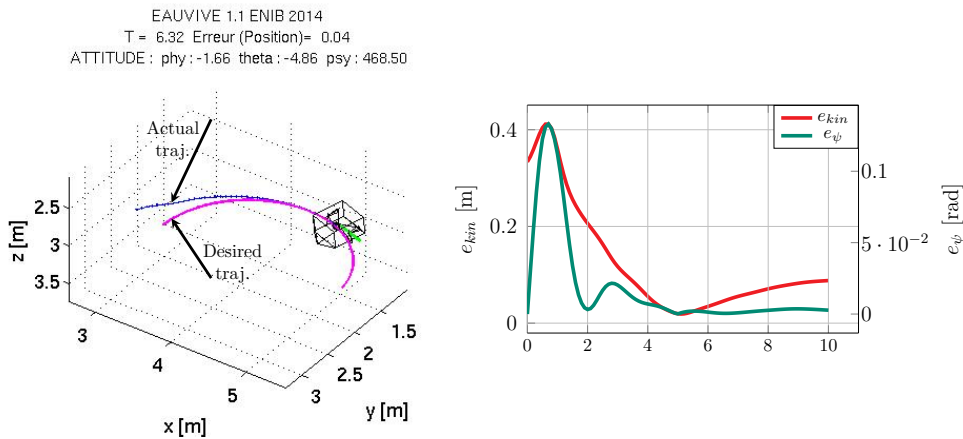 EAUVIVE 1.1 ENIB 2014
T = 6.32 Erreur (Position)= 0.04
ATTITUDE : phy : -1.66 theta : -4.86 psy : 468.50
Actual
traj.
Desired
traj.
z [m]
2.5
3
3.5
3
4
5
x [m]
1.5
2
2.5
3
y [m]
e_kin
e_ψ
e_kin [m]
0.4
0.2
0
0
2
4
6
8
10
0.1
5 · 10^−2
0
e_ψ [rad]